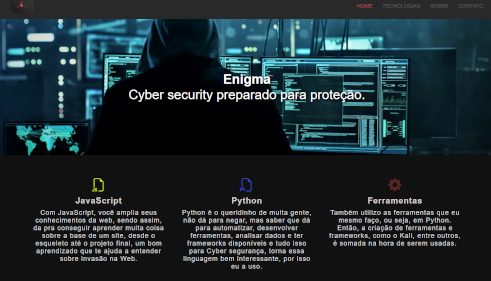 HOME TECNOLOGIAS SOBRE CONTATO
Enigma
Cyber security preparado para proteção.
JavaScript
Com JavaScript, você amplia seus
conhecimentos da web, sendo assim,
da pra conseguir aprender muita coisa
sobre a base de um site, desde o
esqueleto até o projeto final, um bom
aprendizado que te ajuda a entender
sobre invasão na Web.
Python
Python é o queridinho de muita gente,
não dá para negar, mas saber que dá
para automatizar, desenvolver
ferramentas, analisar dados e ter
frameworks disponíveis e tudo isso
para Cyber segurança, torna essa
linguagem bem interessante, por isso
eu a uso.
Ferramentas
Também utilizo as ferramentas que eu
mesmo faço, ou seja, em Python.
Então, a criação de ferramentas e
frameworks, como o Kali, entre outros,
é somada na hora de serem usadas.